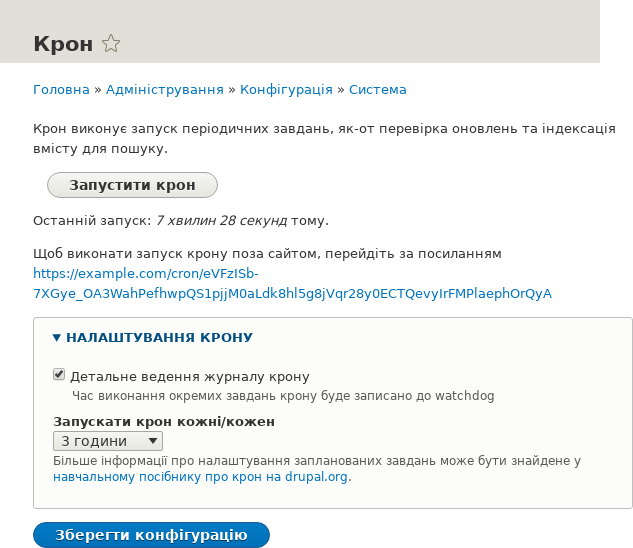 Крон
Головна » Адміністрування » Конфігурація » Система
Крон виконує запуск періодичних завдань, як-от перевірка оновлень та індексація
вмісту для пошуку.
Запустити крон
Останній запуск: 7 хвилин 28 секунд тому.
Щоб виконати запуск крону поза сайтом, перейдіть за посиланням
https://example.com/cron/eVFzISb-
7XGye_OA3WahPefhwpQS1pjjM0aLdk8hl5g8jVqr28y0ECTQevyIrFMPlaephOrQyA
НАЛАШТУВАННЯ КРОНУ
Детальне ведення журналу крону
Час виконання окремих завдань крону буде записано до watchdog
Запускати крон кожні/кожен
3 години
Більше інформації про налаштування запланованих завдань може бути знайдене у
навчальному посібнику про крон на drupal.org.
Зберегти конфігурацію